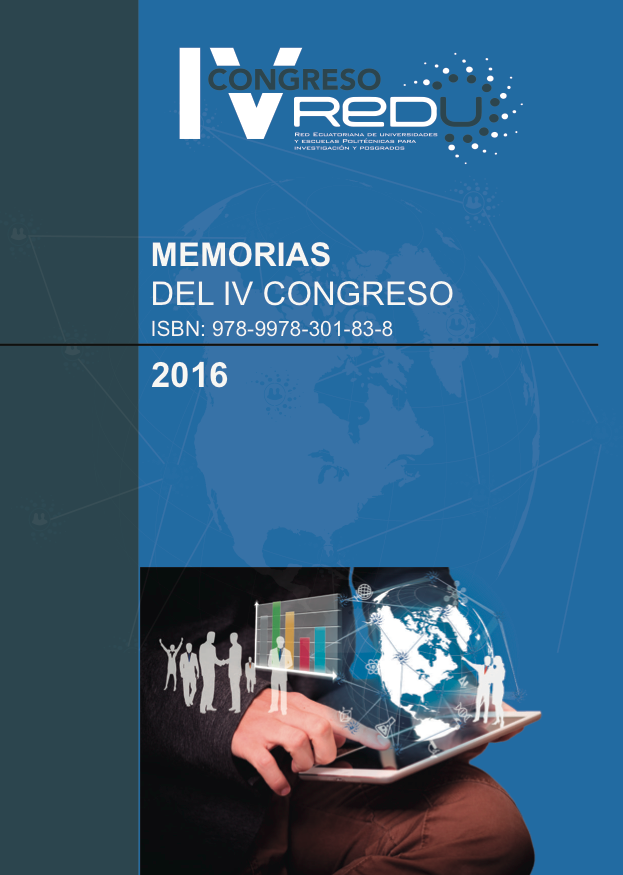 IV CONGRESO
REDU
RED ECUATORIANA DE UNIVERSIDADES
Y ESCUELAS POLITÉCNICAS PARA
INVESTIGACIÓN Y POSGRADOS
MEMORIAS
DEL IV CONGRESO
ISBN: 978-9978-301-83-8
2016